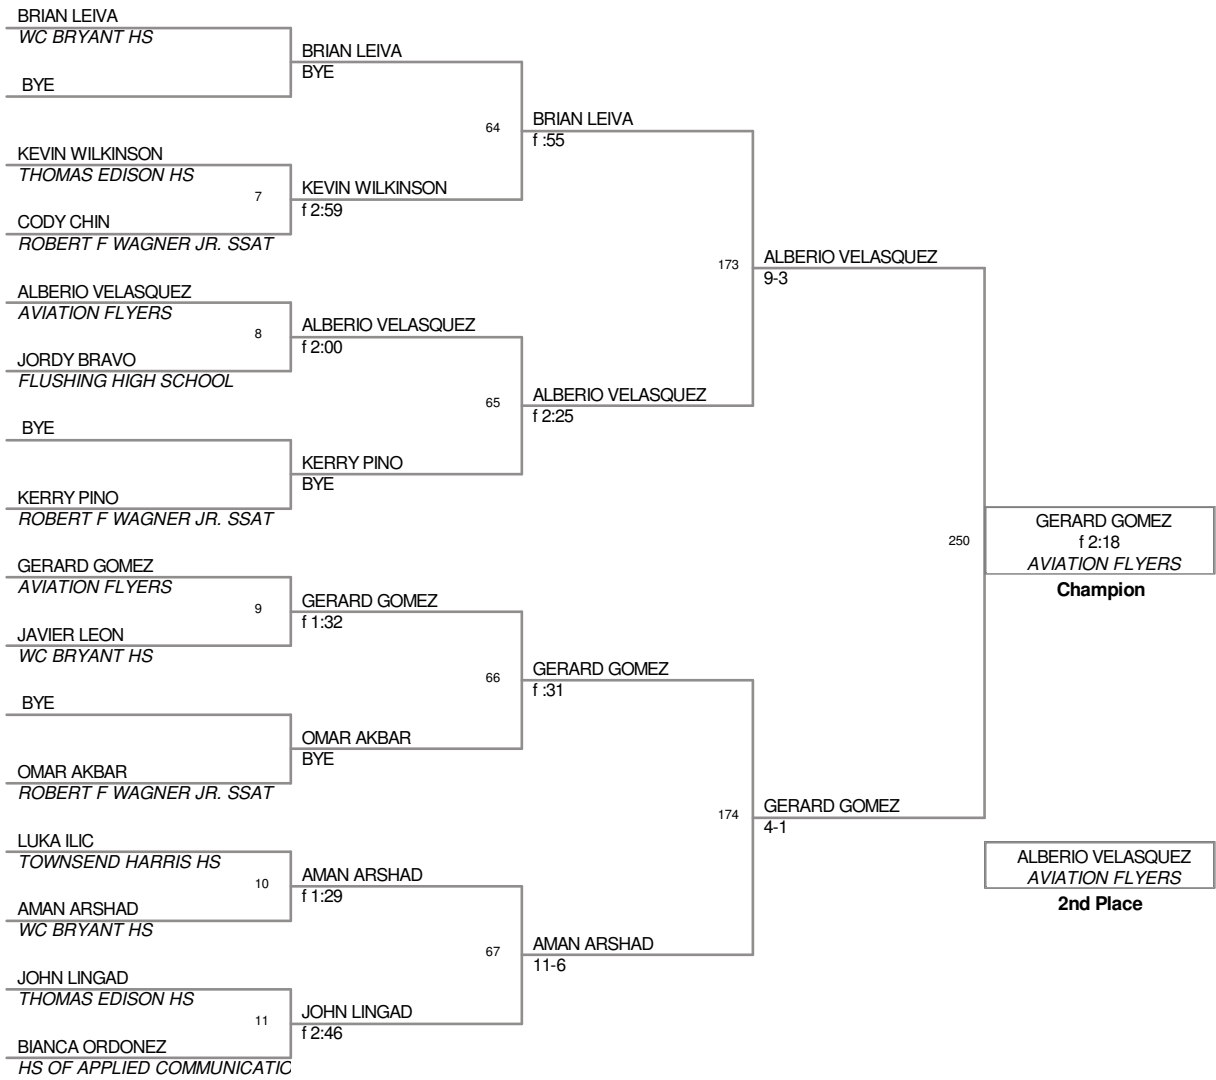 BRIAN LEIVA
WC BRYANT HS
BYE
KEVIN WILKINSON
THOMAS EDISON HS
7
CODY CHIN
ROBERT F WAGNER JR. SSAT
ALBERIO VELASQUEZ
AVIATION FLYERS
8
JORDY BRAVO
FLUSHING HIGH SCHOOL
BYE
KERRY PINO
ROBERT F WAGNER JR. SSAT
GERARD GOMEZ
AVIATION FLYERS
9
JAVIER LEON
WC BRYANT HS
BYE
OMAR AKBAR
ROBERT F WAGNER JR. SSAT
LUKA ILIC
TOWNSEND HARRIS HS
10
AMAN ARSHAD
WC BRYANT HS
JOHN LINGAD
THOMAS EDISON HS
11
BIANCA ORDONEZ
HS OF APPLIED COMMUNICATIO
BRIAN LEIVA
BYE
64
KEVIN WILKINSON
f 2:59
ALBERIO VELASQUEZ
f 2:00
65
KERRY PINO
BYE
GERARD GOMEZ
f 1:32
66
OMAR AKBAR
BYE
AMAN ARSHAD
f 1:29
67
JOHN LINGAD
f 2:46
BRIAN LEIVA
f :55
173
ALBERIO VELASQUEZ
f 2:25
GERARD GOMEZ
f :31
174
AMAN ARSHAD
11-6
ALBERIO VELASQUEZ
9-3
250
GERARD GOMEZ
4-1
GERARD GOMEZ
f 2:18
AVIATION FLYERS
Champion
ALBERIO VELASQUEZ
AVIATION FLYERS
2nd Place